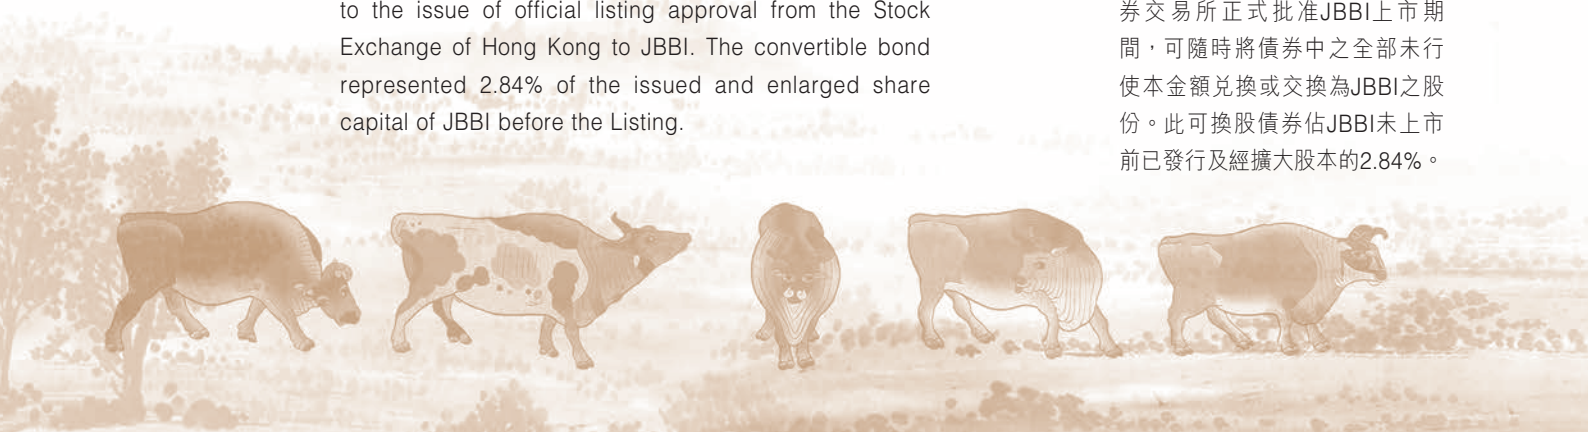 to the issue of official listing approval from the Stock
Exchange of Hong Kong to JBBI. The convertible bond
represented 2.84% of the issued and enlarged share
capital of JBBI before the Listing.
券交易所正式批准JBBI上市期
間，可隨時將債券中之全部未行
使本金額兌換或交換為JBBI之股
份。此可換股債券佔JBBI未上市
前已發行及經擴大股本的2.84%。